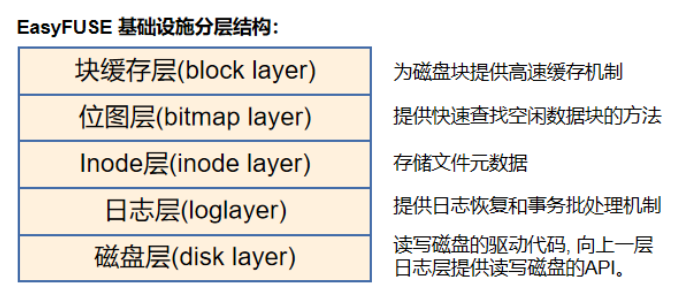 EasyFUSE 基础设施分层结构：
块缓存层(block layer)
为磁盘块提供高速缓存机制
位图层(bitmap layer)
提供快速查找空闲数据块的方法
Inode层(inode layer)
存储文件元数据
日志层(loglayer)
提供日志恢复和事务批处理机制
磁盘层(disk layer)
读写磁盘的驱动代码, 向上一层
日志层提供读写磁盘的API。